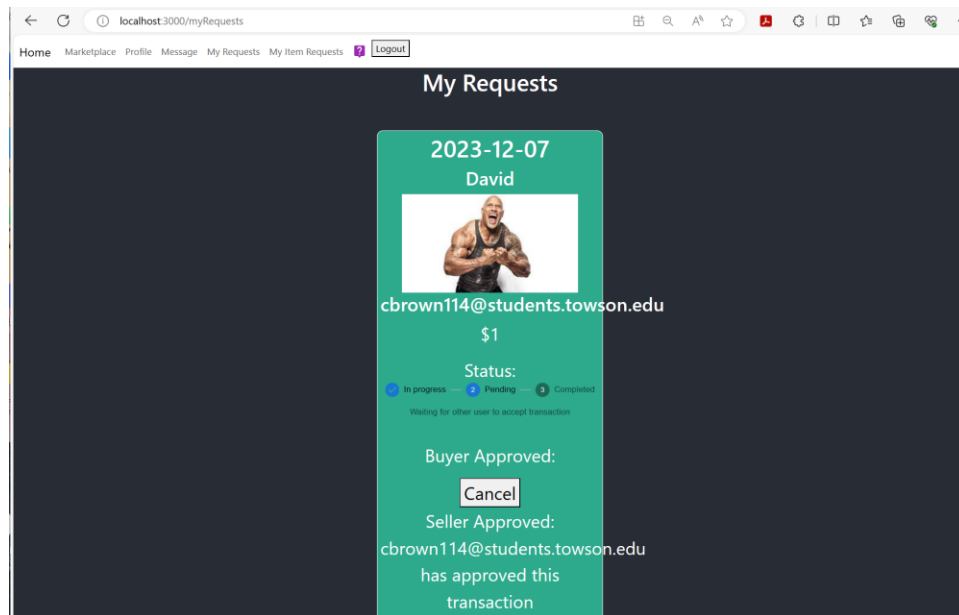 localhost:3000/myRequests
Home Marketplace Profile Message My Requests My Item Requests ? Logout
My Requests
2023-12-07
David
cbrown114@students.towson.edu
$1
Status:
In progress 2 Pending 3 Completed
Waiting for other user to accept transaction
Buyer Approved:
Cancel
Seller Approved:
cbrown114@students.towson.edu
has approved this
transaction